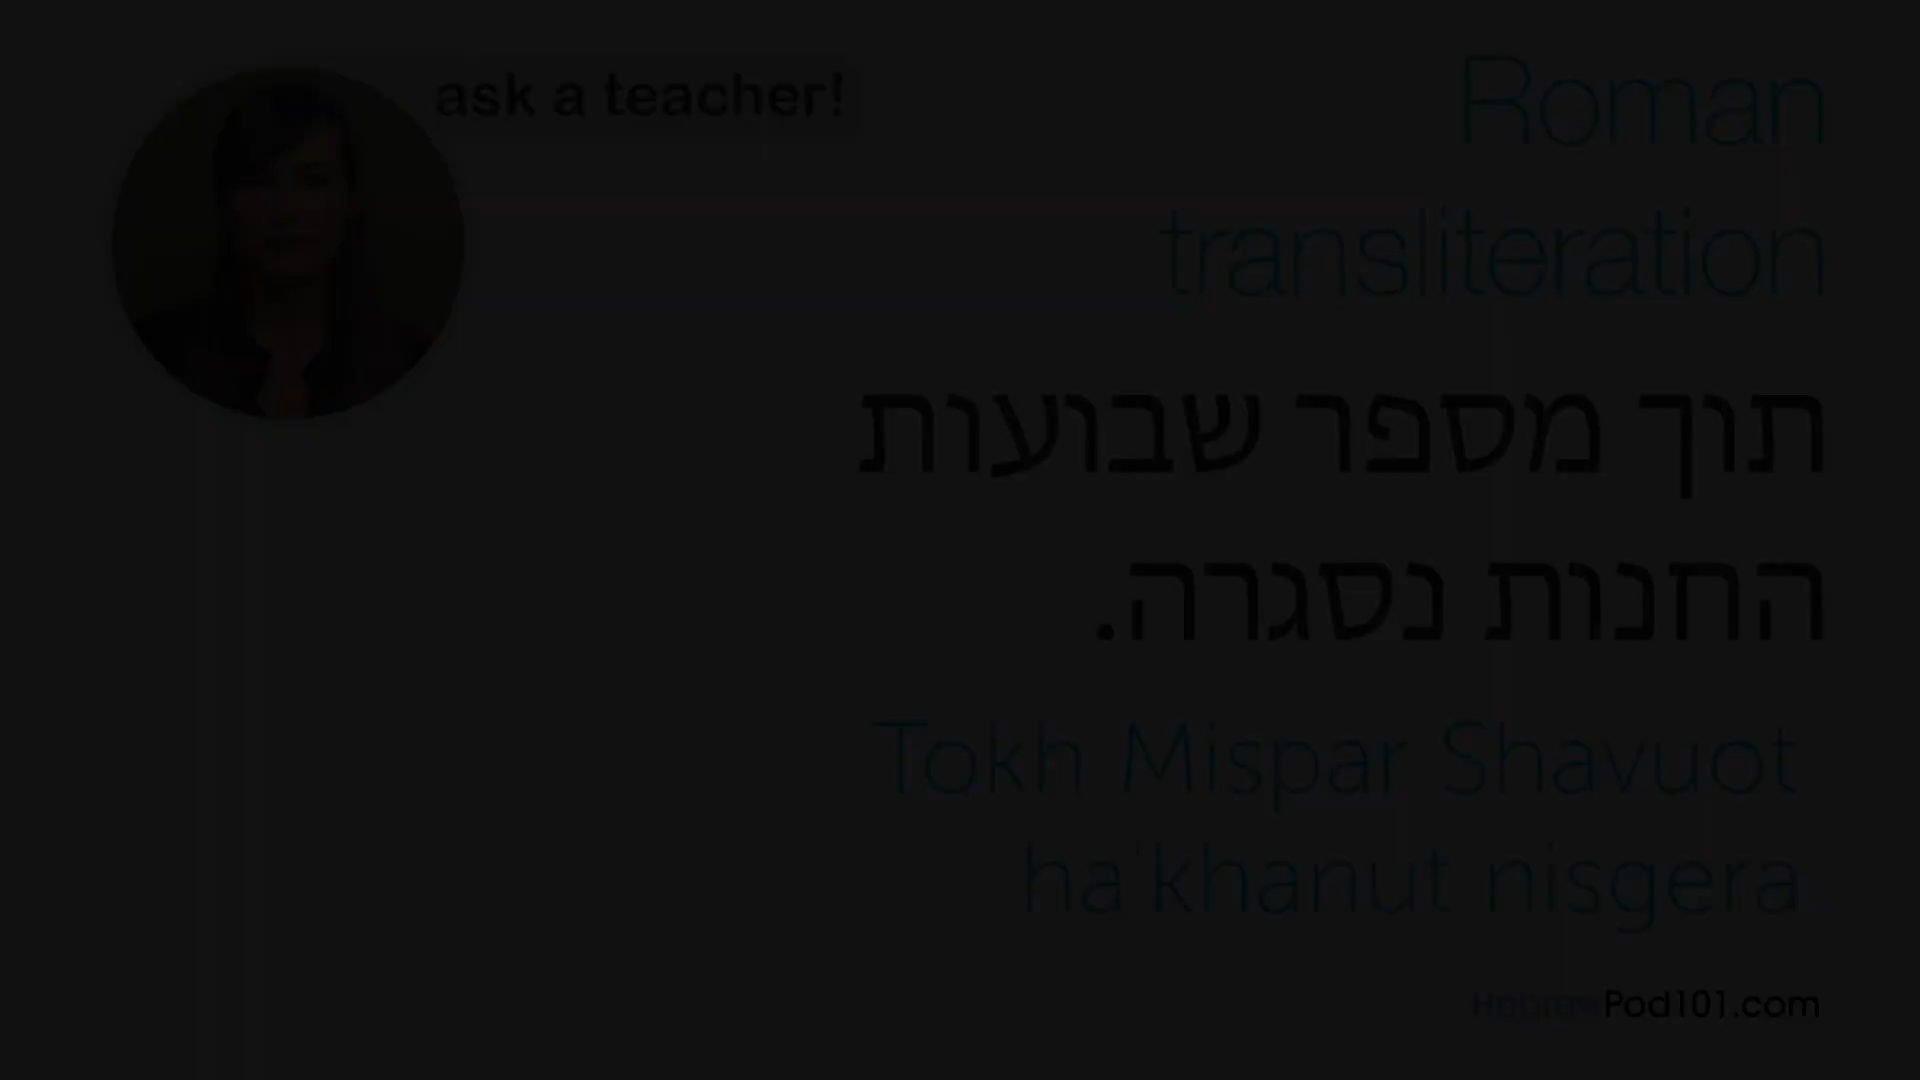 ask a teacher!
Roman
transliteration
תוך מספר שבועות
החנות נסגרה.
Tokh Mispar Shavuot
ha'khanut nisgera
HebrewPod101.com